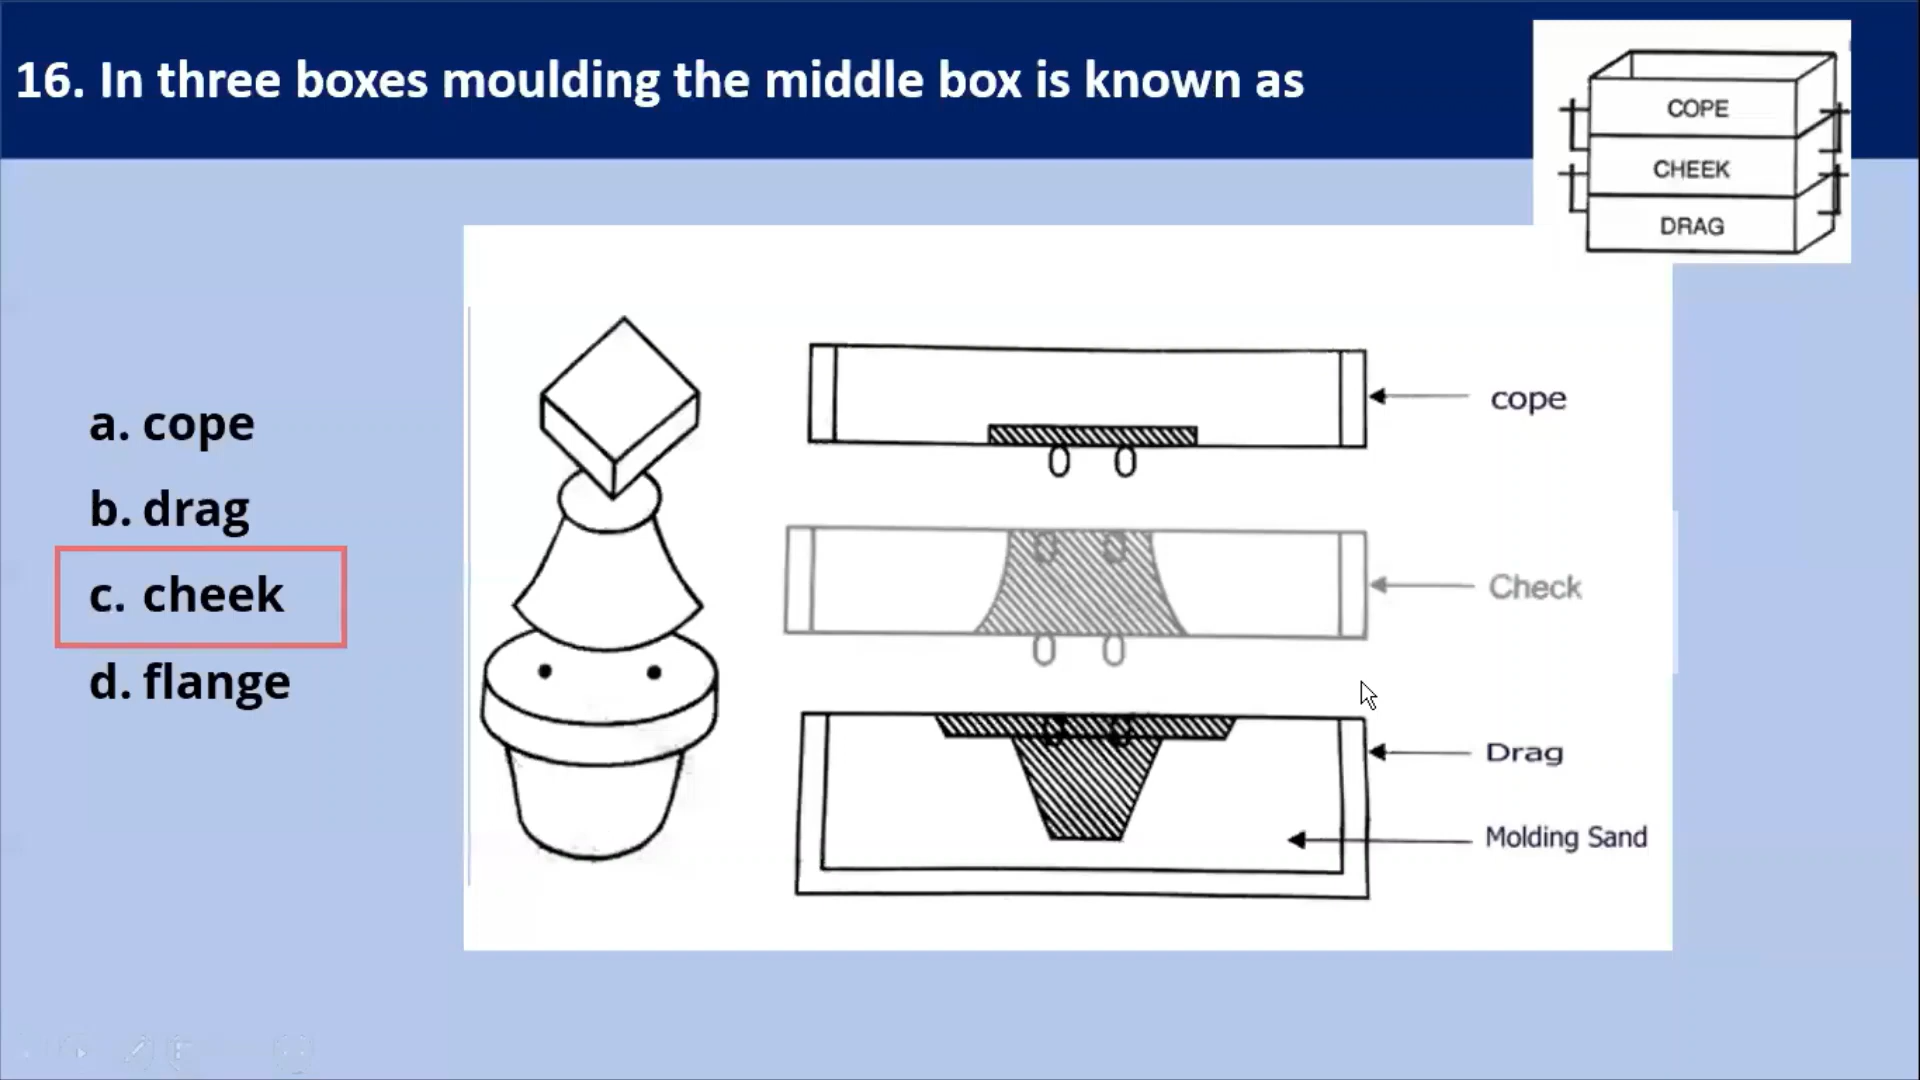 16. In three boxes moulding the middle box is known as
COPE
CHEEK
DRAG
a. cope
b. drag
c. cheek
d. flange
cope
Check
Drag
Molding Sand